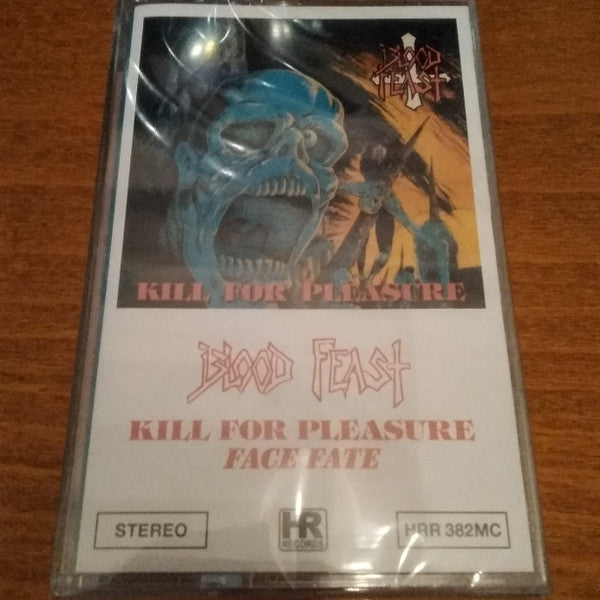 BLOOD
FEAST
KILL FOR PLEASURE
BLOOD FEAST
KILL FOR PLEASURE
FACE FATE
STEREO
HR
RECORDS
HRR 382MC